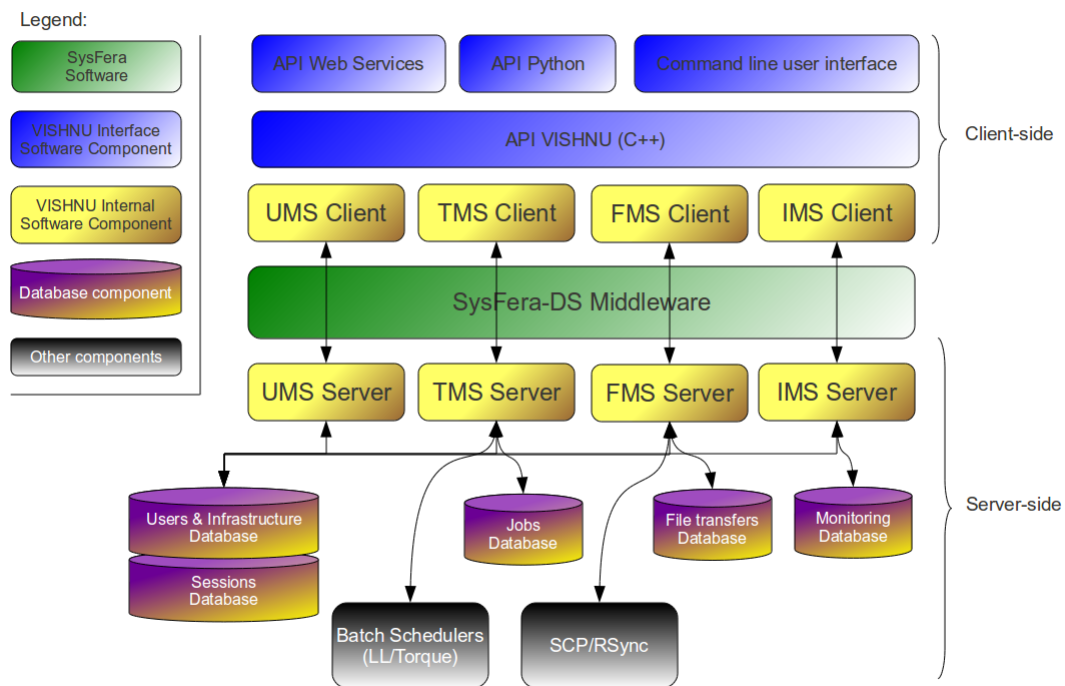 Legend:
SysFera
Software
VISHNU Interface
Software Component
VISHNU Internal
Software Component
Database component
Other components
API Web Services
API Python
Command line user interface
API VISHNU (C++)
UMS Client
TMS Client
FMS Client
IMS Client
Client-side
SysFera-DS Middleware
UMS Server
TMS Server
FMS Server
IMS Server
Users & Infrastructure
Database
Sessions
Database
Jobs
Database
File transfers
Database
Monitoring
Database
Server-side
Batch Schedulers
(LL/Torque)
SCP/RSync